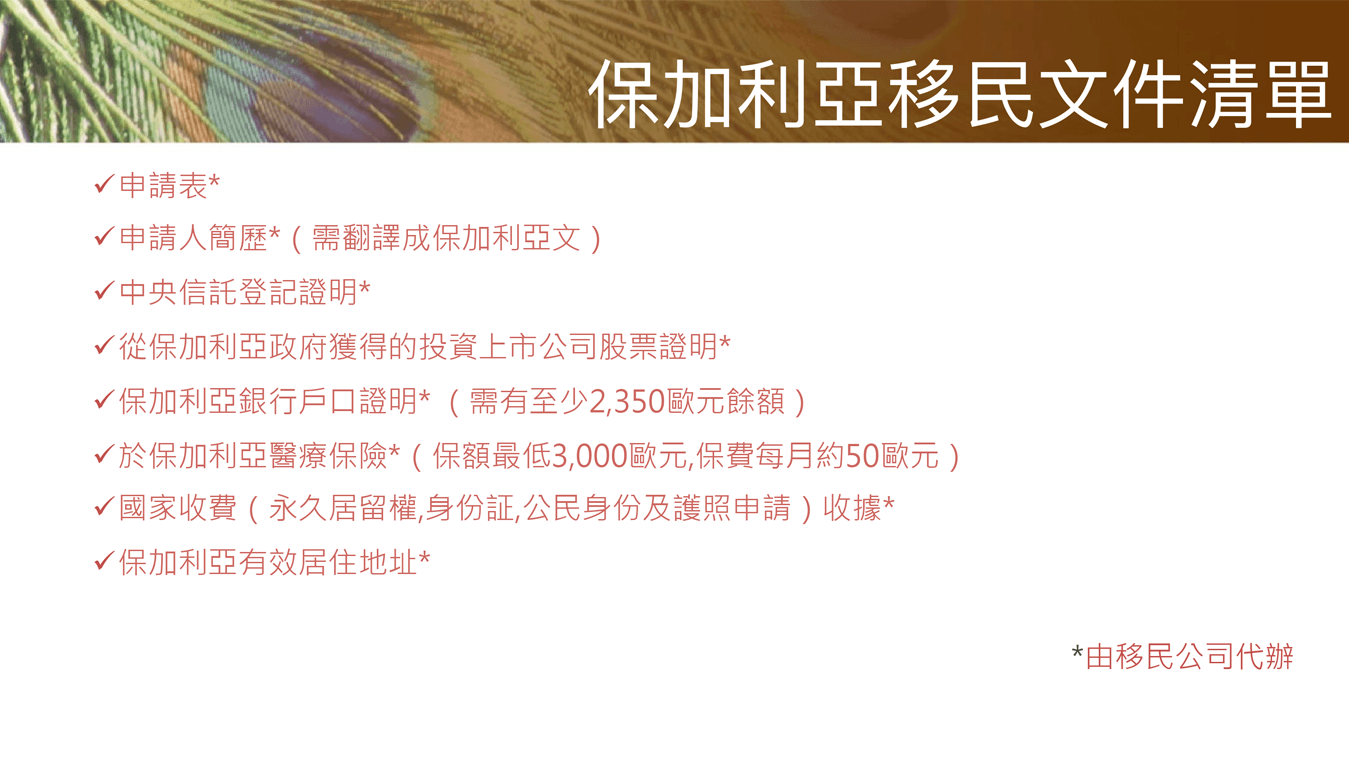 保加利亞移民文件清單
✓申請表*
✓申請人簡歷*（需翻譯成保加利亞文）
✓中央信託登記證明*
✓從保加利亞政府獲得的投資上市公司股票證明*
✓保加利亞銀行戶口證明*（需有至少2,350歐元餘額）
✓於保加利亞醫療保險*（保額最低3,000歐元,保費每月約50歐元）
✓國家收費（永久居留權,身份証,公民身份及護照申請）收據*
✓保加利亞有效居住地址*
*由移民公司代辦